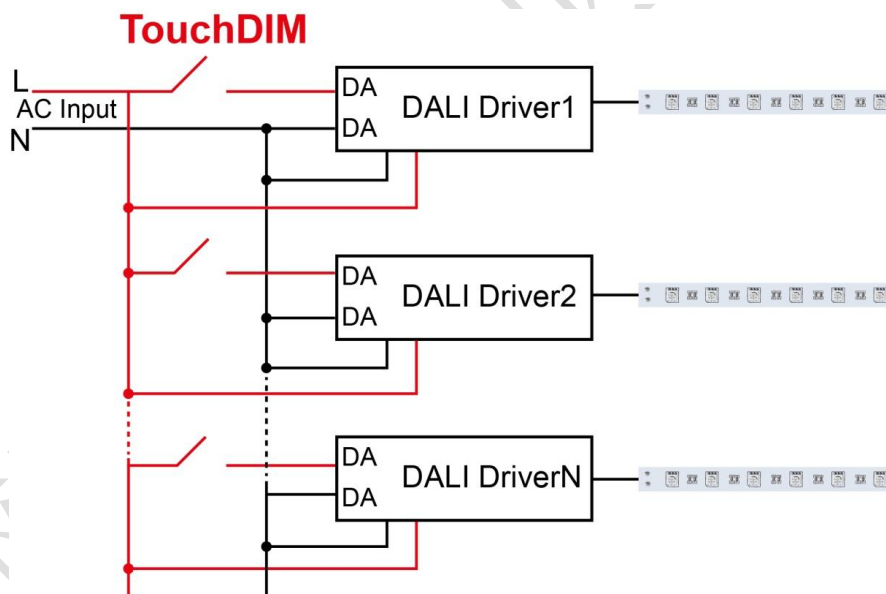 TouchDIM
L
AC Input
N
DA
DA
DALI Driver1
DA
DA
DALI Driver2
DA
DA
DALI DriverN